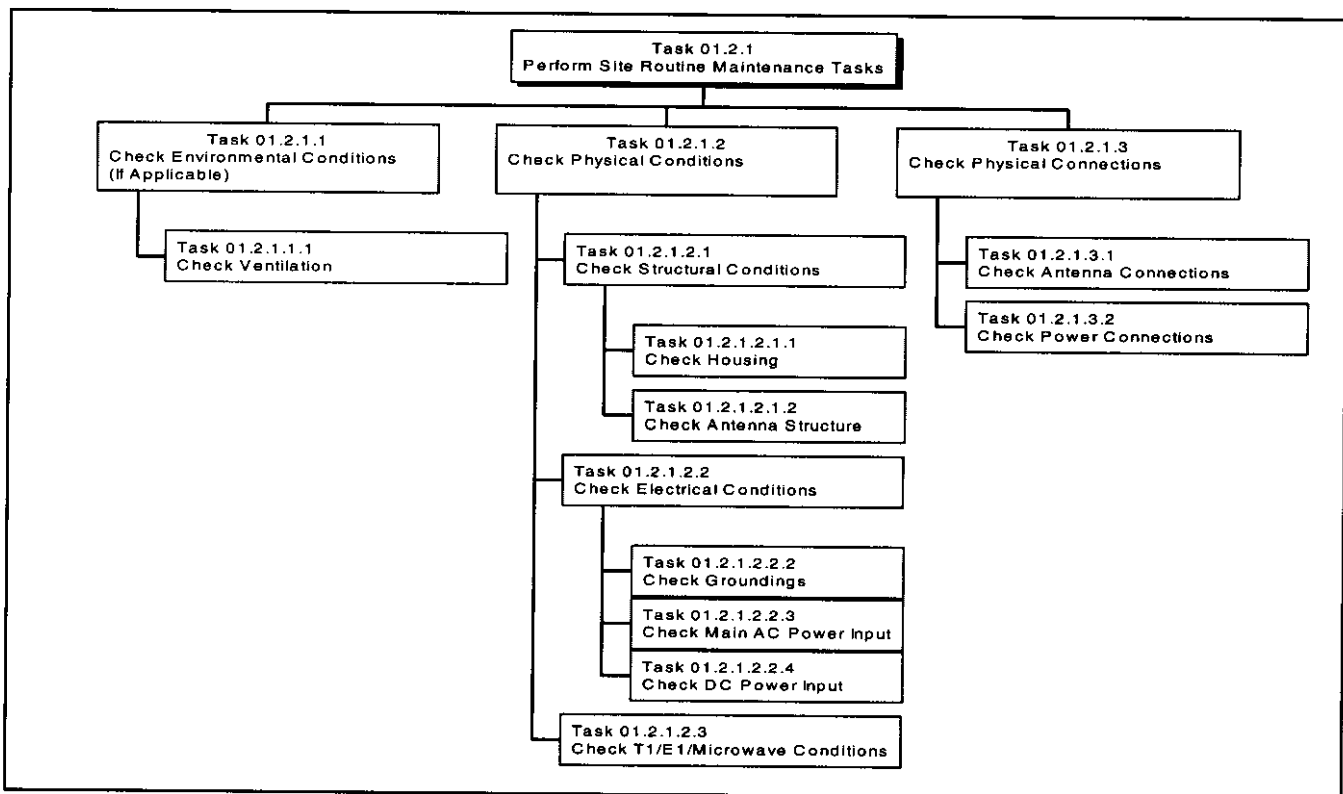 Task 01.2.1
Perform Site Routine Maintenance Tasks
Task 01.2.1.1
Check Environmental Conditions
(If Applicable)
Task 01.2.1.1.1
Check Ventilation
Task 01.2.1.2
Check Physical Conditions
Task 01.2.1.2.1
Check Structural Conditions
Task 01.2.1.2.1.1
Check Housing
Task 01.2.1.2.1.2
Check Antenna Structure
Task 01.2.1.2.2
Check Electrical Conditions
Task 01.2.1.2.2.2
Check Groundings
Task 01.2.1.2.2.3
Check Main AC Power Input
Task 01.2.1.2.2.4
Check DC Power Input
Task 01.2.1.2.3
Check T1/E1/Microwave Conditions
Task 01.2.1.3
Check Physical Connections
Task 01.2.1.3.1
Check Antenna Connections
Task 01.2.1.3.2
Check Power Connections